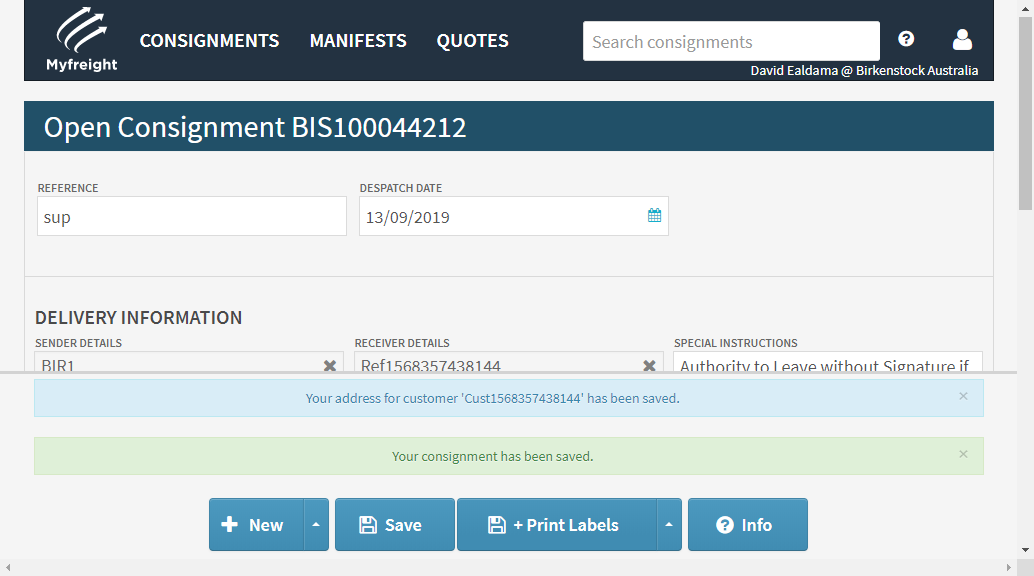 Myfreight
CONSIGNMENTS MANIFESTS QUOTES
Search consignments
David Ealdama @ Birkenstock Australia
Open Consignment BIS100044212
REFERENCE DESPATCH DATE
sup 13/09/2019
DELIVERY INFORMATION
SENDER DETAILS RECEIVER DETAILS SPECIAL INSTRUCTIONS
BIR1 Ref1568357438144 Authority to Leave without Signature if
Your address for customer 'Cust1568357438144' has been saved.
Your consignment has been saved.
New Save + Print Labels Info